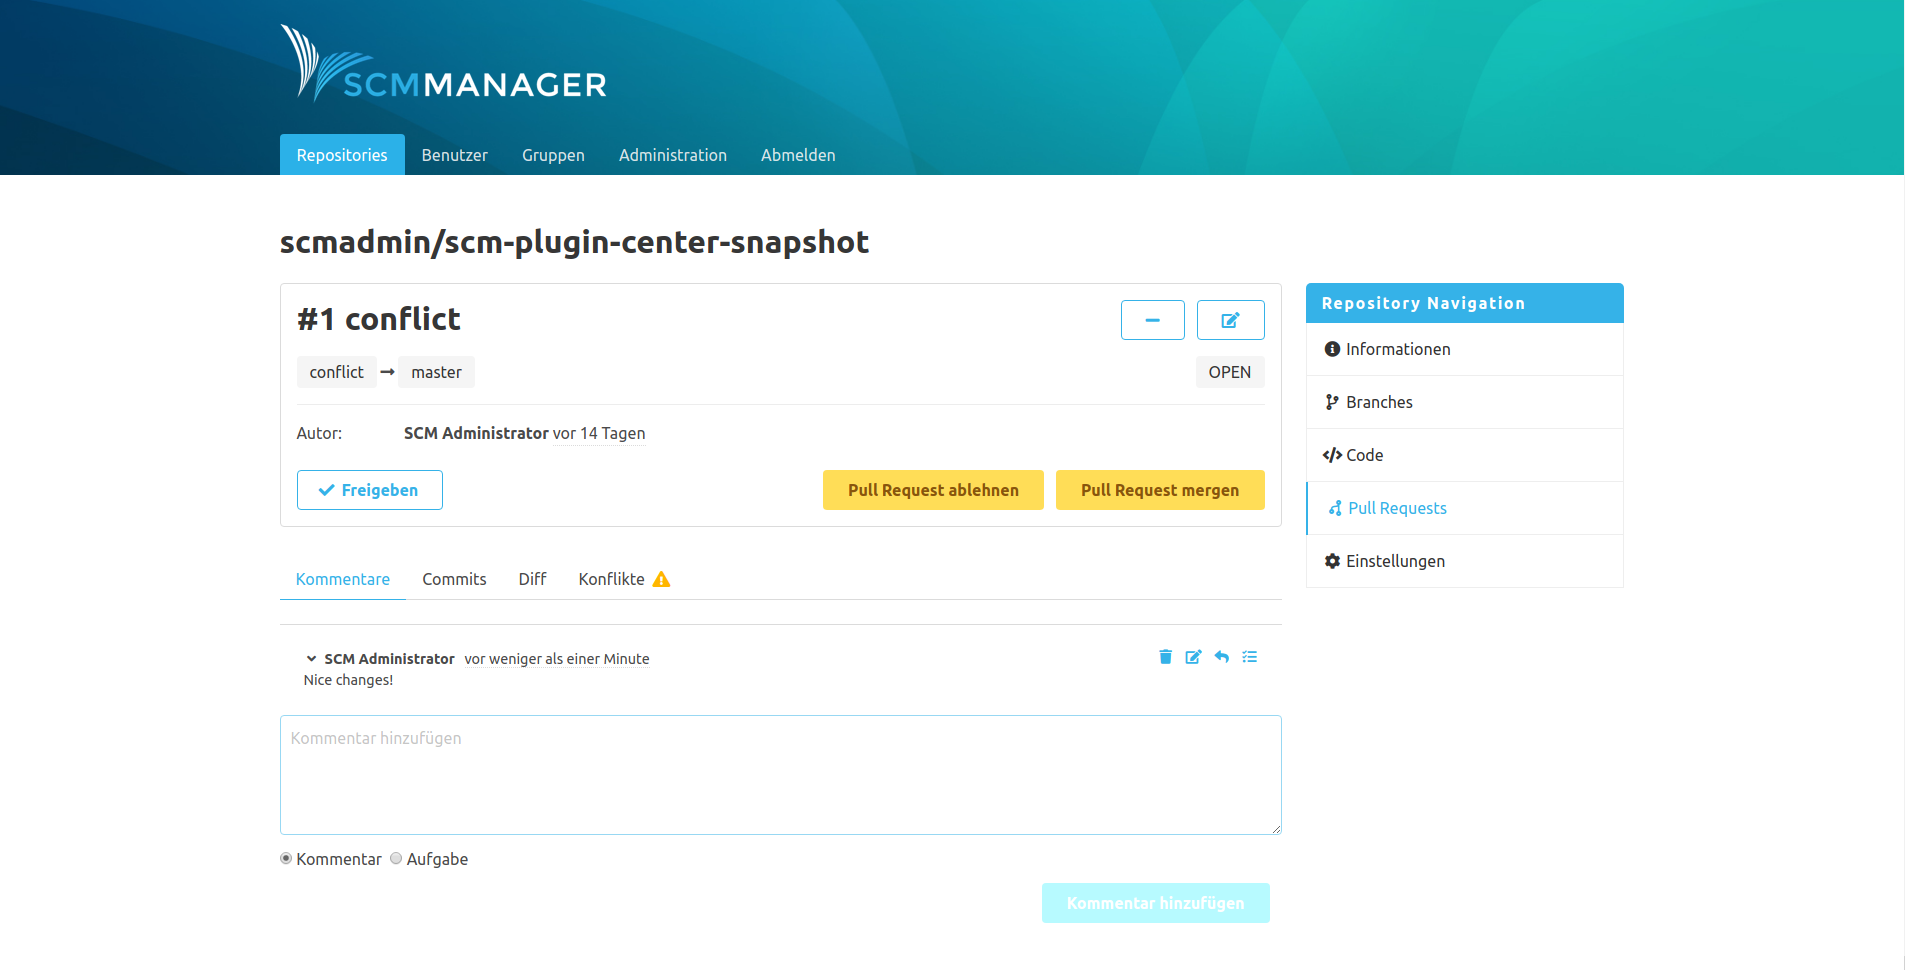 SCMMANAGER
Repositories Benutzer Gruppen Administration Abmelden
scmadmin/scm-plugin-center-snapshot
#1 conflict
conflict master OPEN
Autor: SCM Administrator vor 14 Tagen
Freigeben Pull Request ablehnen Pull Request mergen
Kommentare Commits Diff Konflikte
SCM Administrator vor weniger als einer Minute
Nice changes!
Kommentar hinzufügen
Kommentar Aufgabe
Kommentar hinzufügen
Repository Navigation
Informationen
Branches
Code
Pull Requests
Einstellungen